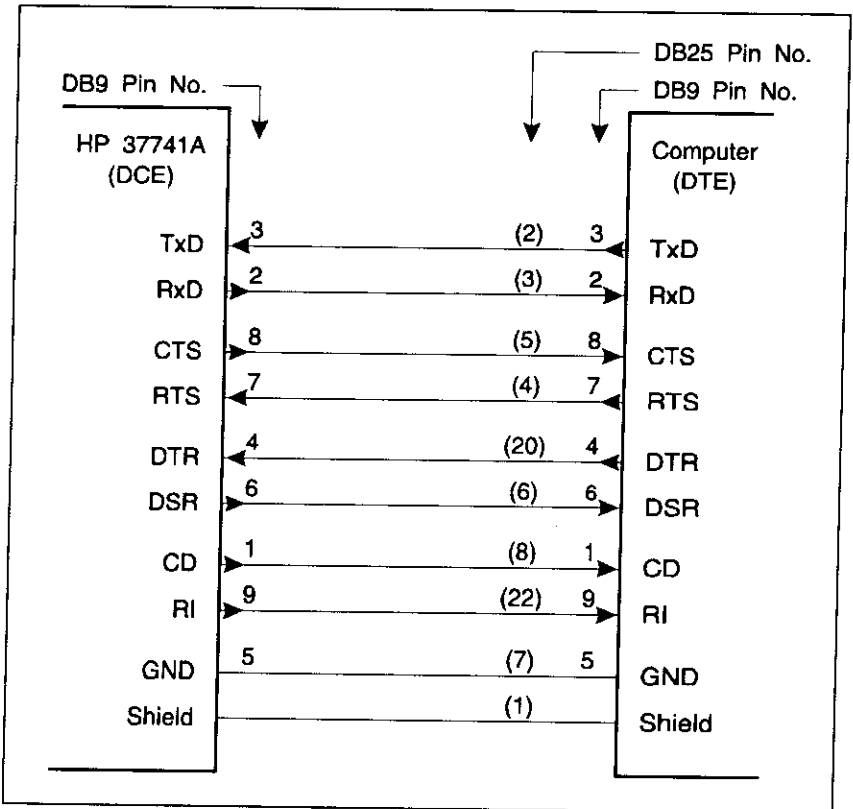 DB25 Pin No.
DB9 Pin No. DB9 Pin No.
HP 37741A Computer
(DCE) (DTE)
TxD 3 (2) 3 TxD
RxD 2 (3) 2 RxD
CTS 8 (5) 8 CTS
RTS 7 (4) 7 RTS
DTR 4 (20) 4 DTR
DSR 6 (6) 6 DSR
CD 1 (8) 1 CD
RI 9 (22) 9 RI
GND 5 (7) 5 GND
Shield (1) Shield